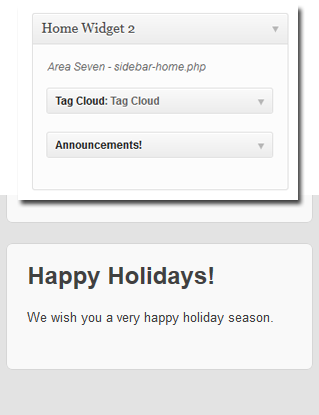 Home Widget 2
Area Seven - sidebar-home.php
Tag Cloud: Tag Cloud
Announcements!
Happy Holidays!
We wish you a very happy holiday season.